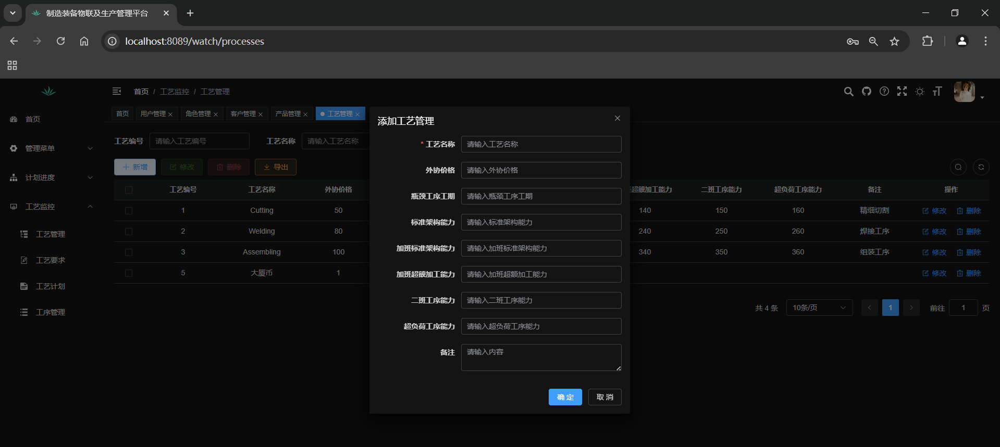 制造装备物联及生产管理平台
localhost:8089/watch/processes
首页 / 工艺监控 / 工艺管理
首页
管理菜单
计划进度
工艺监控
工艺管理
工艺要求
工艺计划
工序管理
首页 用户管理 角色管理 客户管理 产品管理 工艺管理
工艺编号 请输入工艺编号 工艺名称 请输入工艺名称
新增 修改 删除 导出
工艺编号 工艺名称 外协价格 超额加工能力 二班工序能力 超负荷工序能力 备注 操作
1 Cutting 50 140 150 160 精细切割 修改 删除
2 Welding 80 240 250 260 焊接工序 修改 删除
3 Assembling 100 340 350 360 组装工序 修改 删除
5 大厦币 1 修改 删除
共 4 条 10条/页 1 前往 1 页
添加工艺管理
* 工艺名称 请输入工艺名称
外协价格 请输入外协价格
瓶颈工序工期 请输入瓶颈工序工期
标准架构能力 请输入标准架构能力
加班标准架构能力 请输入加班标准架构能力
加班超额加工能力 请输入加班超额加工能力
二班工序能力 请输入二班工序能力
超负荷工序能力 请输入超负荷工序能力
备注 请输入内容
确 定 取 消